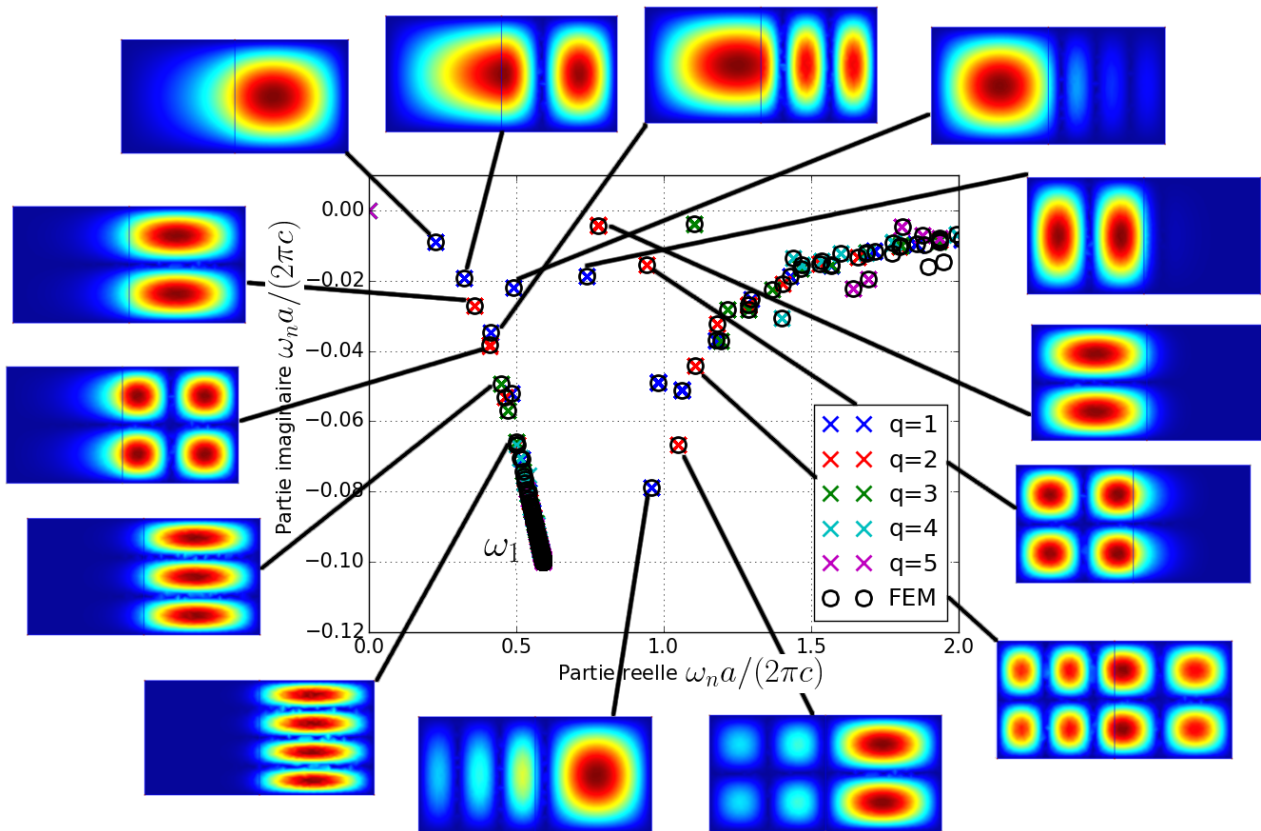 0.00
−0.02
−0.04
−0.06
−0.08
−0.10
−0.12
Partie imaginaire ωₙa/(2πc)
ω₁
q=1
q=2
q=3
q=4
q=5
FEM
0.0 0.5 1.0 1.5 2.0
Partie reelle ωₙa/(2πc)